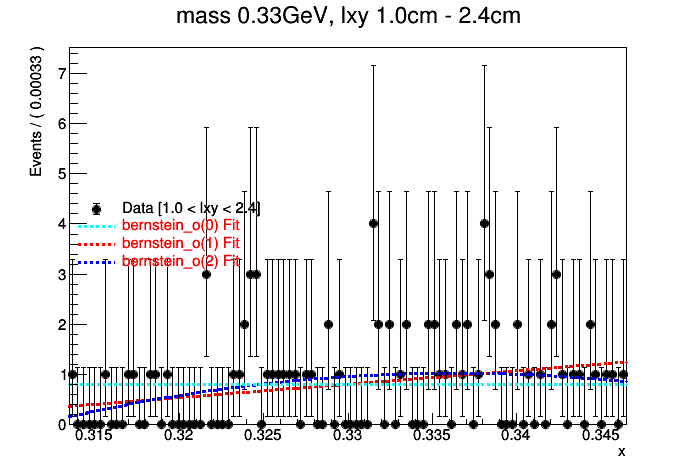 mass 0.33GeV, lxy 1.0cm - 2.4cm
Events / ( 0.00033 )
7
6
5
4
3
2
1
0
Data [1.0 < lxy < 2.4]
bernstein_o(0) Fit
bernstein_o(1) Fit
bernstein_o(2) Fit
0.315 0.32 0.325 0.33 0.335 0.34 0.345
x